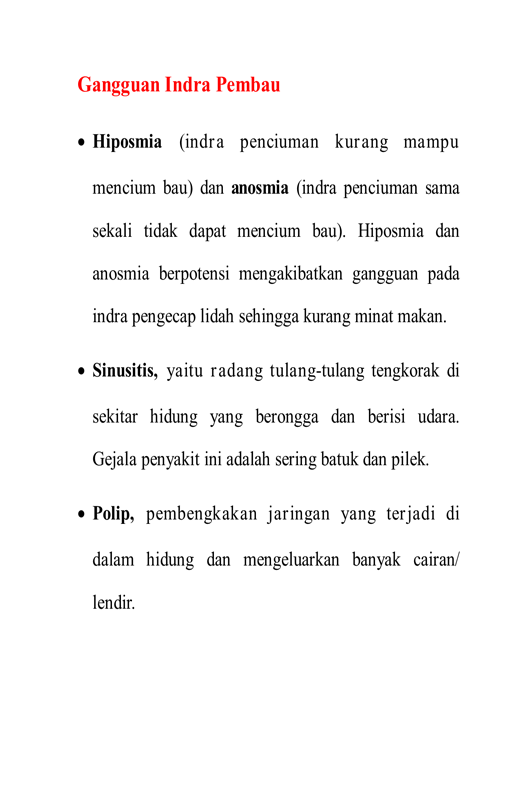 Gangguan Indra Pembau
• Hiposmia (indra penciuman kurang mampu
mencium bau) dan anosmia (indra penciuman sama
sekali tidak dapat mencium bau). Hiposmia dan
anosmia berpotensi mengakibatkan gangguan pada
indra pengecap lidah sehingga kurang minat makan.
• Sinusitis, yaitu radang tulang-tulang tengkorak di
sekitar hidung yang berongga dan berisi udara.
Gejala penyakit ini adalah sering batuk dan pilek.
• Polip, pembengkakan jaringan yang terjadi di
dalam hidung dan mengeluarkan banyak cairan/
lendir.